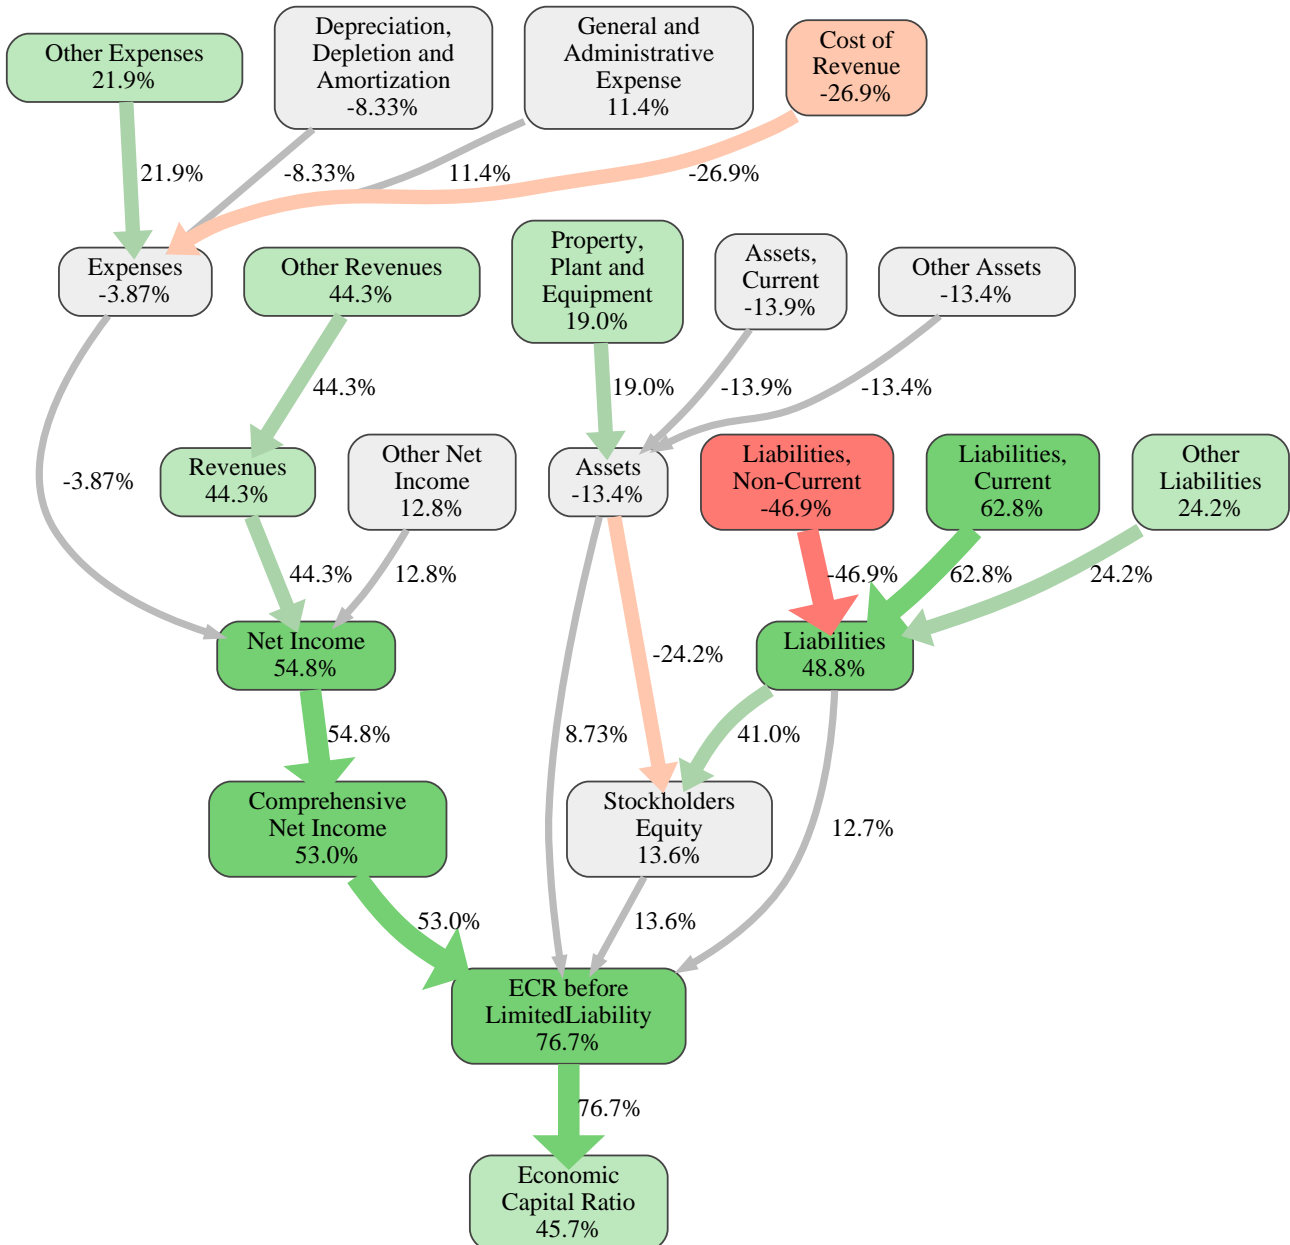 Other Expenses
21.9%
Depreciation,
Depletion and
Amortization
-8.33%
General and
Administrative
Expense
11.4%
Cost of
Revenue
-26.9%
21.9%
-8.33%
11.4%
-26.9%
Expenses
-3.87%
Other Revenues
44.3%
Property,
Plant and
Equipment
19.0%
Assets,
Current
-13.9%
Other Assets
-13.4%
44.3%
19.0%
-13.9%
-13.4%
-3.87%
Revenues
44.3%
Other Net
Income
12.8%
Assets
-13.4%
Liabilities,
Non-Current
-46.9%
Liabilities,
Current
62.8%
Other
Liabilities
24.2%
44.3%
12.8%
-46.9%
62.8%
24.2%
Net Income
54.8%
-24.2%
Liabilities
48.8%
54.8%
8.73%
41.0%
Comprehensive
Net Income
53.0%
Stockholders
Equity
13.6%
12.7%
53.0%
13.6%
ECR before
LimitedLiability
76.7%
76.7%
Economic
Capital Ratio
45.7%